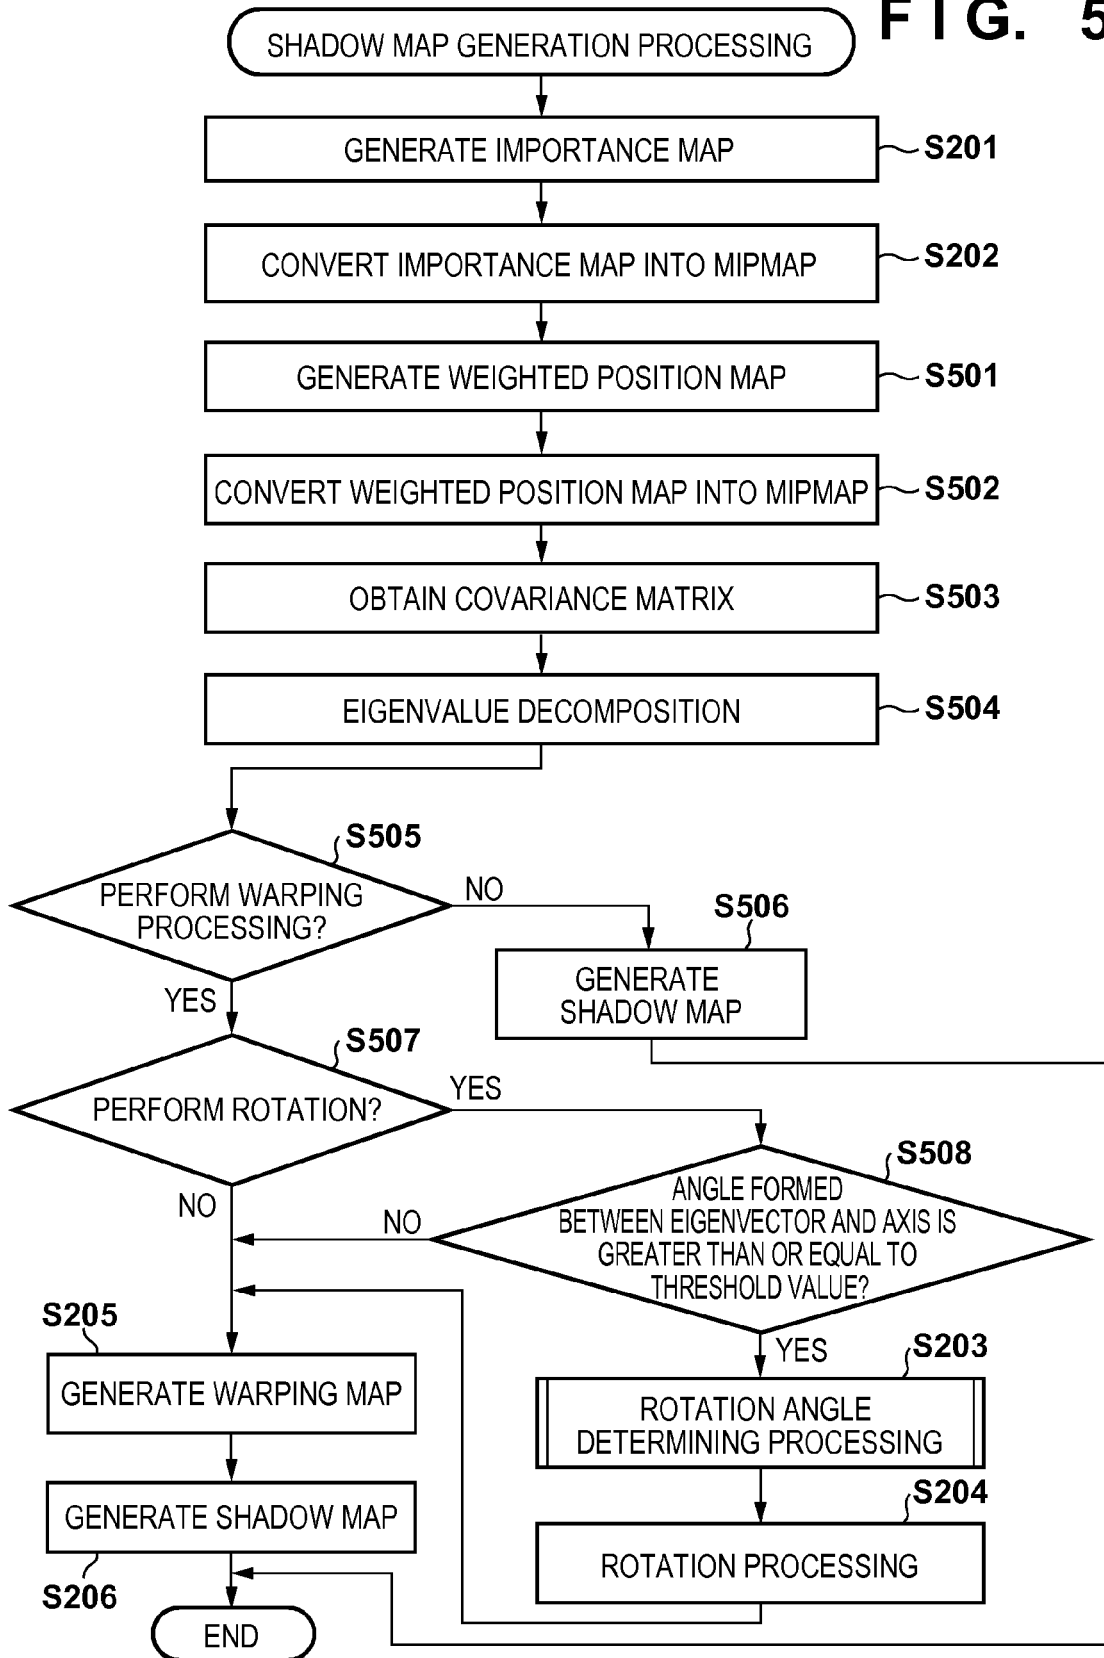 FIG. 5
SHADOW MAP GENERATION PROCESSING
GENERATE IMPORTANCE MAP
S201
CONVERT IMPORTANCE MAP INTO MIPMAP
S202
GENERATE WEIGHTED POSITION MAP
S501
CONVERT WEIGHTED POSITION MAP INTO MIPMAP
S502
OBTAIN COVARIANCE MATRIX
S503
EIGENVALUE DECOMPOSITION
S504
S505
PERFORM WARPING
PROCESSING?
NO
YES
S506
GENERATE
SHADOW MAP
S507
PERFORM ROTATION?
YES
NO
S508
ANGLE FORMED
BETWEEN EIGENVECTOR AND AXIS IS
GREATER THAN OR EQUAL TO
THRESHOLD VALUE?
NO
YES
S203
ROTATION ANGLE
DETERMINING PROCESSING
S204
ROTATION PROCESSING
S205
GENERATE WARPING MAP
GENERATE SHADOW MAP
S206
END